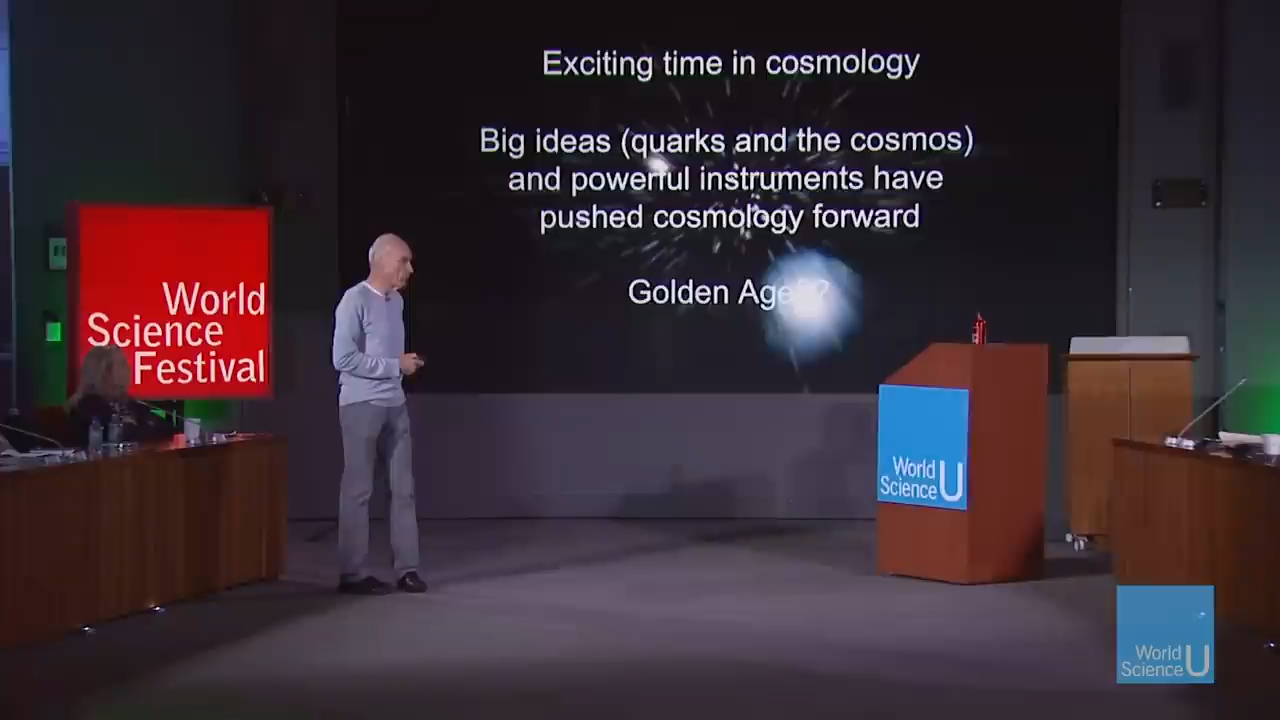 Exciting time in cosmology
Big ideas (quarks and the cosmos)
and powerful instruments have
pushed cosmology forward
Golden Age
World
Science
Festival
World
Science U
World
Science U